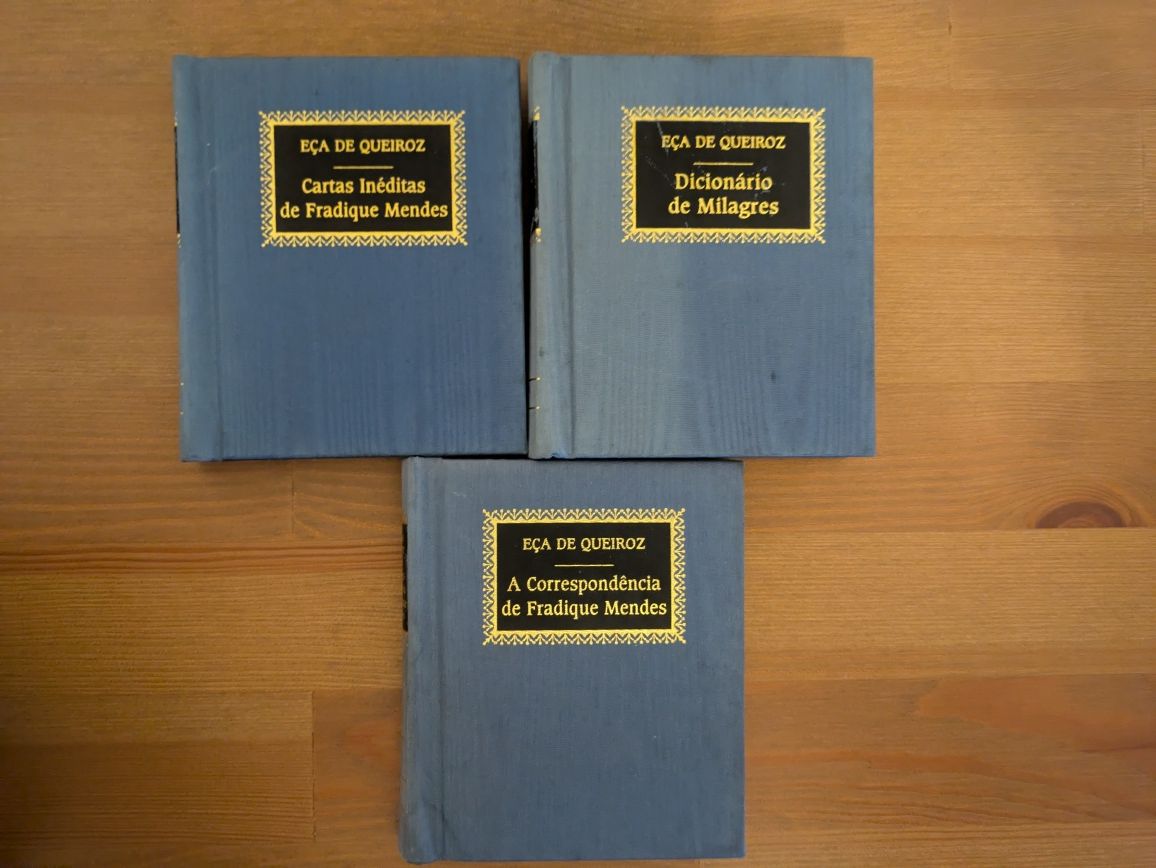 EÇA DE QUEIROZ
Cartas Inéditas
de Fradique Mendes
EÇA DE QUEIROZ
Dicionário
de Milagres
EÇA DE QUEIROZ
A Correspondência
de Fradique Mendes